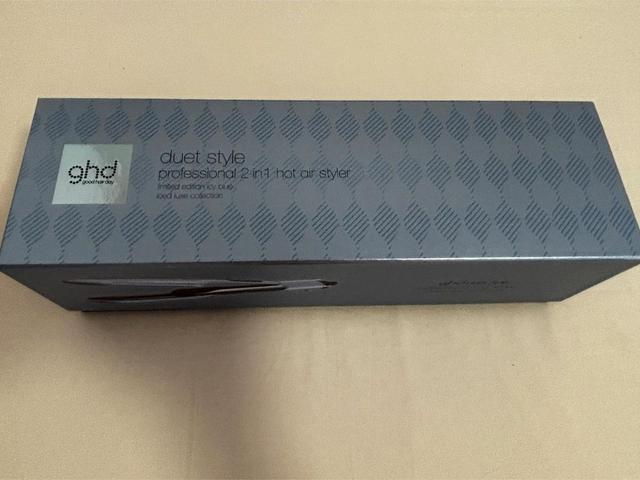 ghd
good hair day
duet style
professional 2-in-1 hot air styler
limited edition icy blue
iced luxe collection